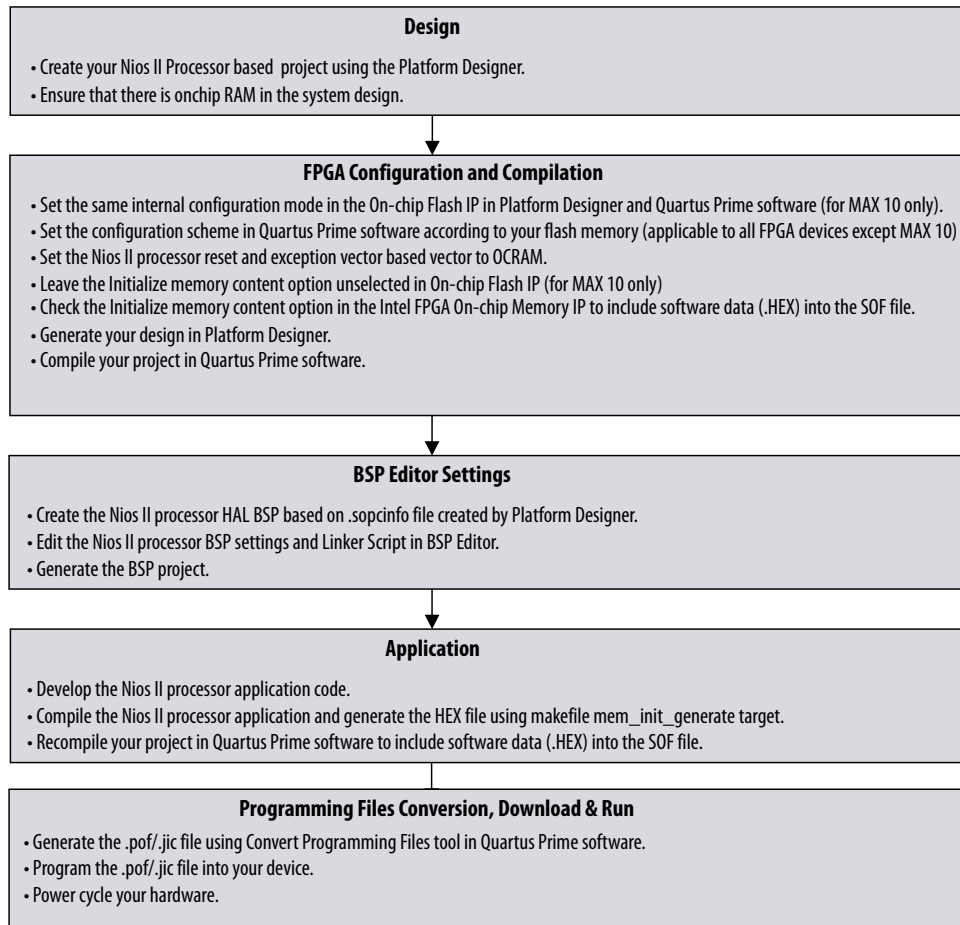 Design
• Create your Nios II Processor based project using the Platform Designer.
• Ensure that there is onchip RAM in the system design.
FPGA Configuration and Compilation
• Set the same internal configuration mode in the On-chip Flash IP in Platform Designer and Quartus Prime software (for MAX 10 only).
• Set the configuration scheme in Quartus Prime software according to your flash memory (applicable to all FPGA devices except MAX 10)
• Set the Nios II processor reset and exception vector based vector to OCRAM.
• Leave the Initialize memory content option unselected in On-chip Flash IP (for MAX 10 only)
• Check the Initialize memory content option in the Intel FPGA On-chip Memory IP to include software data (.HEX) into the SOF file.
• Generate your design in Platform Designer.
• Compile your project in Quartus Prime software.
BSP Editor Settings
• Create the Nios II processor HAL BSP based on .sopcinfo file created by Platform Designer.
• Edit the Nios II processor BSP settings and Linker Script in BSP Editor.
• Generate the BSP project.
Application
• Develop the Nios II processor application code.
• Compile the Nios II processor application and generate the HEX file using makefile mem_init_generate target.
• Recompile your project in Quartus Prime software to include software data (.HEX) into the SOF file.
Programming Files Conversion, Download & Run
• Generate the .pof/.jic file using Convert Programming Files tool in Quartus Prime software.
• Program the .pof/.jic file into your device.
• Power cycle your hardware.